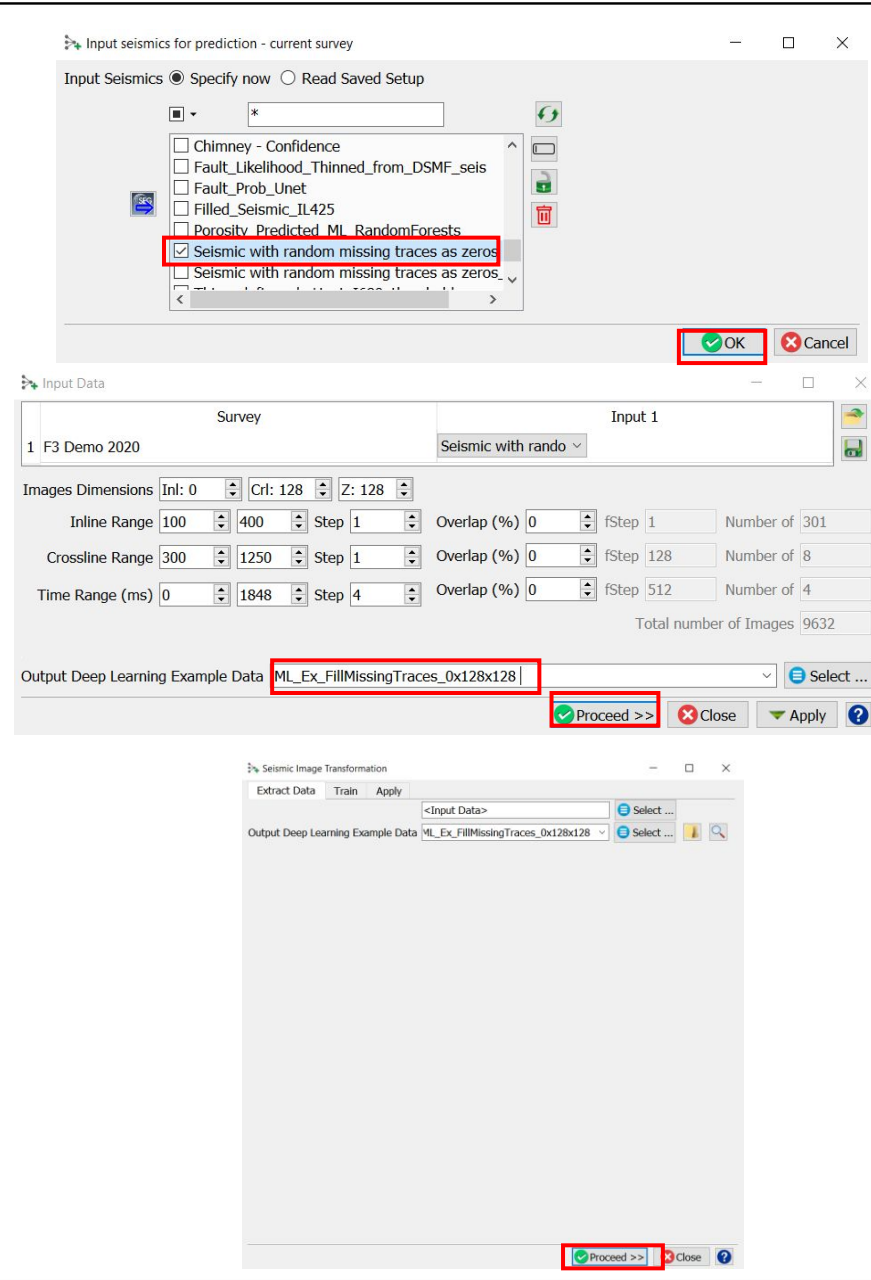 Input seismics for prediction - current survey
Input Seismics Specify now Read Saved Setup
*
Chimney - Confidence
Fault_Likelihood_Thinned_from_DSMF_seis
Fault_Prob_Unet
Filled_Seismic_IL425
SEG
Porosity_Predicted_ML_RandomForests
Seismic with random missing traces as zeros
Seismic with random missing traces as zeros_
OK Cancel
Input Data
Survey Input 1
1 F3 Demo 2020 Seismic with rando
Images Dimensions Inl: 0 Crl: 128 Z: 128
Inline Range 100 400 Step 1 Overlap (%) 0 fStep 1 Number of 301
Crossline Range 300 1250 Step 1 Overlap (%) 0 fStep 128 Number of 8
Time Range (ms) 0 1848 Step 4 Overlap (%) 0 fStep 512 Number of 4
Total number of Images 9632
Output Deep Learning Example Data ML_Ex_FillMissingTraces_0x128x128 Select ...
Proceed >> Close Apply ?
Seismic Image Transformation
Extract Data Train Apply
<Input Data> Select ...
Output Deep Learning Example Data ML_Ex_FillMissingTraces_0x128x128 Select ...
Proceed >> Close ?